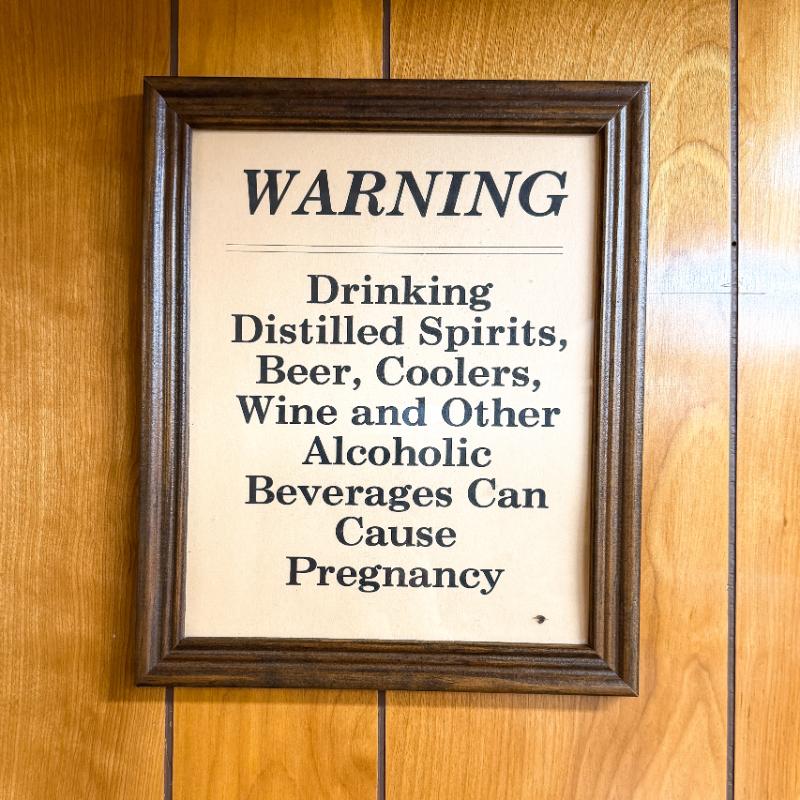 WARNING
Drinking
Distilled Spirits,
Beer, Coolers,
Wine and Other
Alcoholic
Beverages Can
Cause
Pregnancy